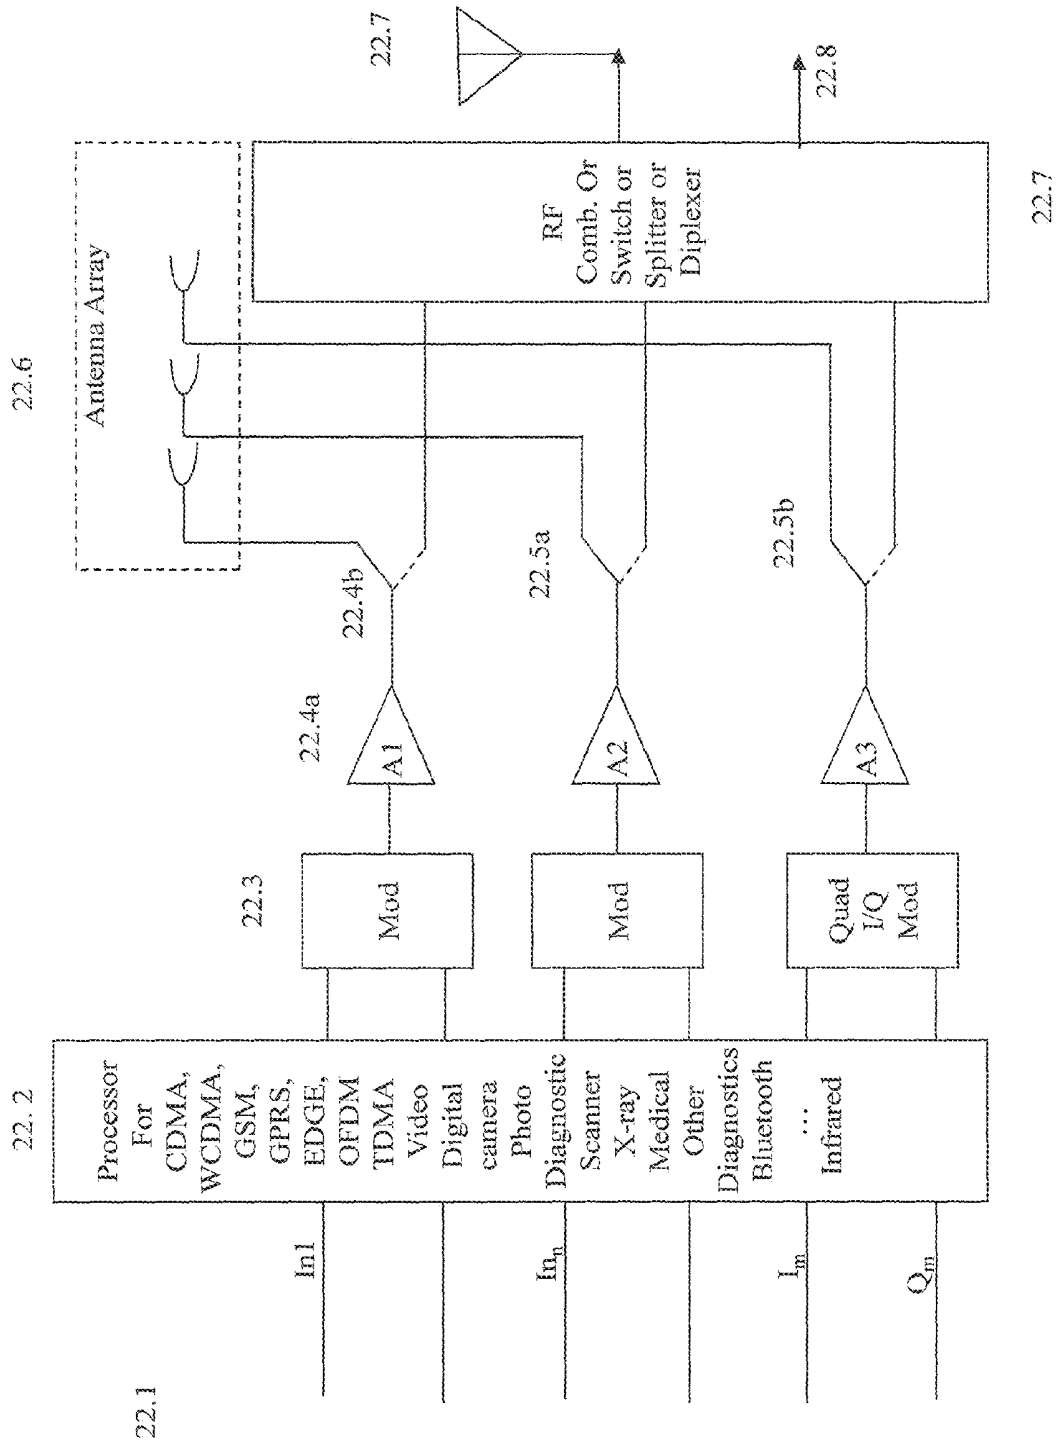 22.1
22. 2
Processor
For
CDMA,
WCDMA,
GSM,
GPRS,
EDGE,
OFDM
TDMA
Video
Digital
camera
Photo
Diagnostic
Scanner
X-ray
Medical
Other
Diagnostics
Bluetooth
...
Infrared
In1
Inn
Im
Qm
22.3
Mod
Mod
Quad
I/Q
Mod
22.4a
A1
A2
A3
22.4b
22.5a
22.5b
22.6
Antenna Array
RF
Comb. Or
Switch or
Splitter or
Diplexer
22.7
22.7
22.8